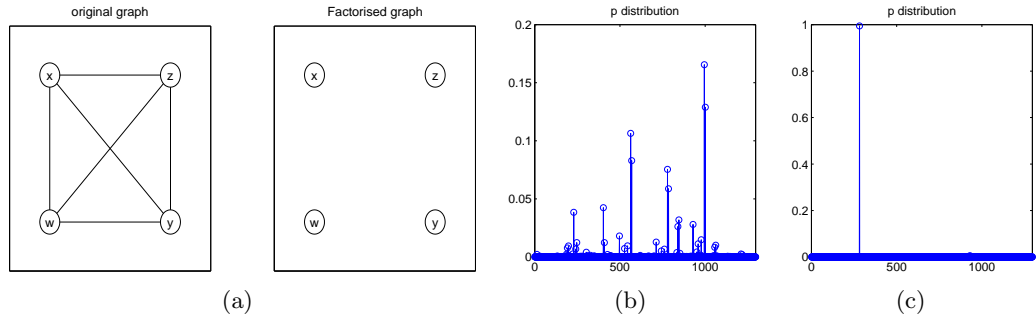 original graph
x
z
w
y
Factorised graph
x
z
w
y
(a)
p distribution
0.2
0.15
0.1
0.05
0
0 500 1000
(b)
p distribution
1
0.8
0.6
0.4
0.2
0
0 500 1000
(c)